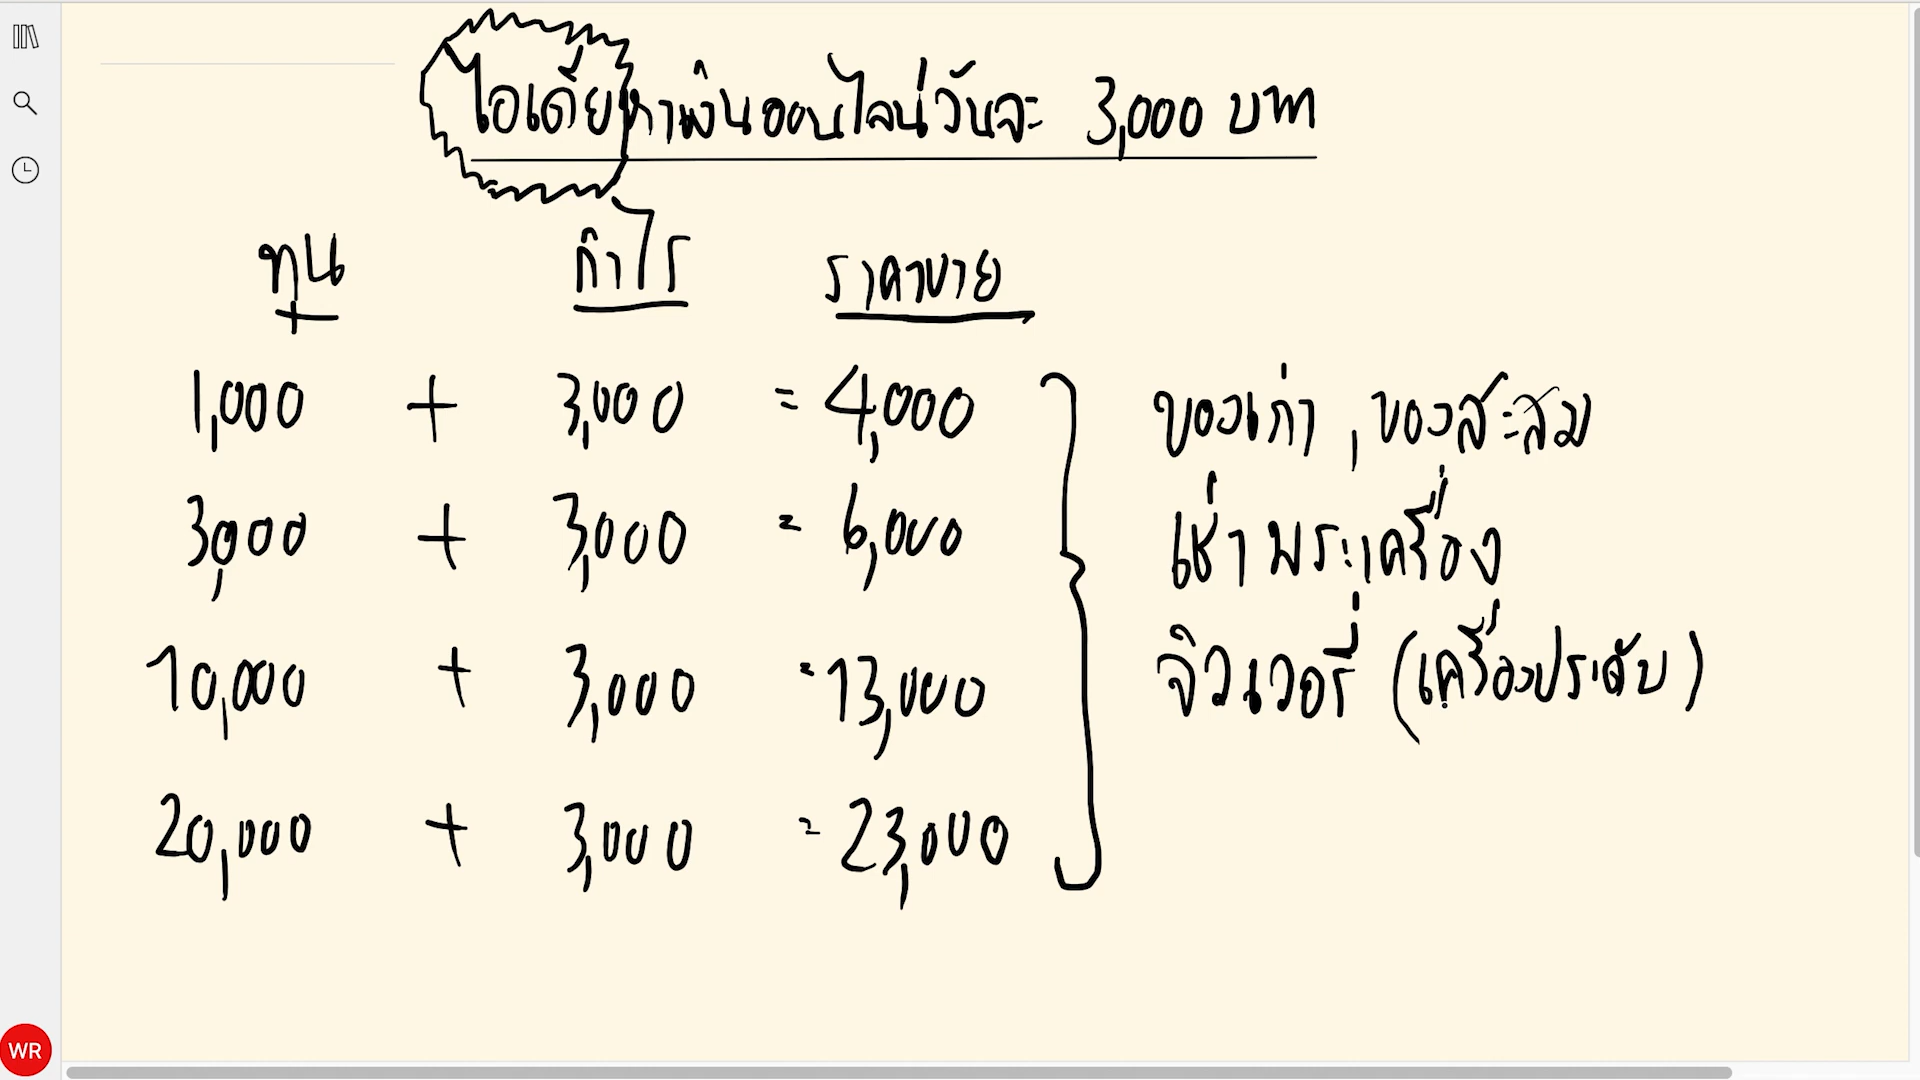 ไอเดียหาเงินออนไลน์วันละ 3,000 บาท
ทุน กำไร ราคาขาย
1,000 + 3,000 = 4,000
3,000 + 3,000 = 6,000
10,000 + 3,000 = 13,000
20,000 + 3,000 = 23,000
ของเก่า , ของสะสม
เช่าพระเครื่อง
จิวเวอรี่ (เครื่องประดับ)
WR